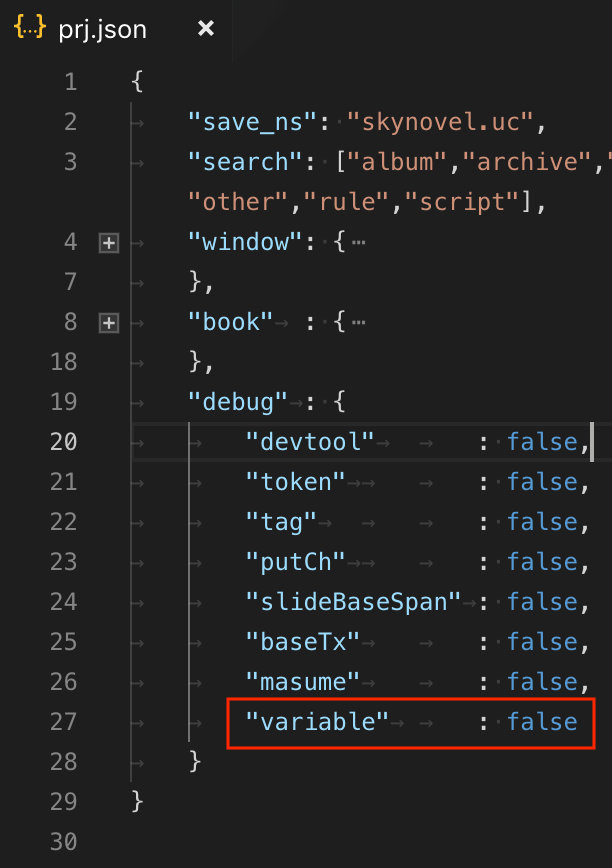 {...} prj.json ×
1 {
2 "save_ns": "skynovel.uc",
3 "search": ["album","archive","
"other","rule","script"],
4 "window": { …
7 },
8 "book" : { …
18 },
19 "debug" : {
20 "devtool" : false,
21 "token" : false,
22 "tag" : false,
23 "putCh" : false,
24 "slideBaseSpan" : false,
25 "baseTx" : false,
26 "masume" : false,
27 "variable" : false
28 }
29 }
30